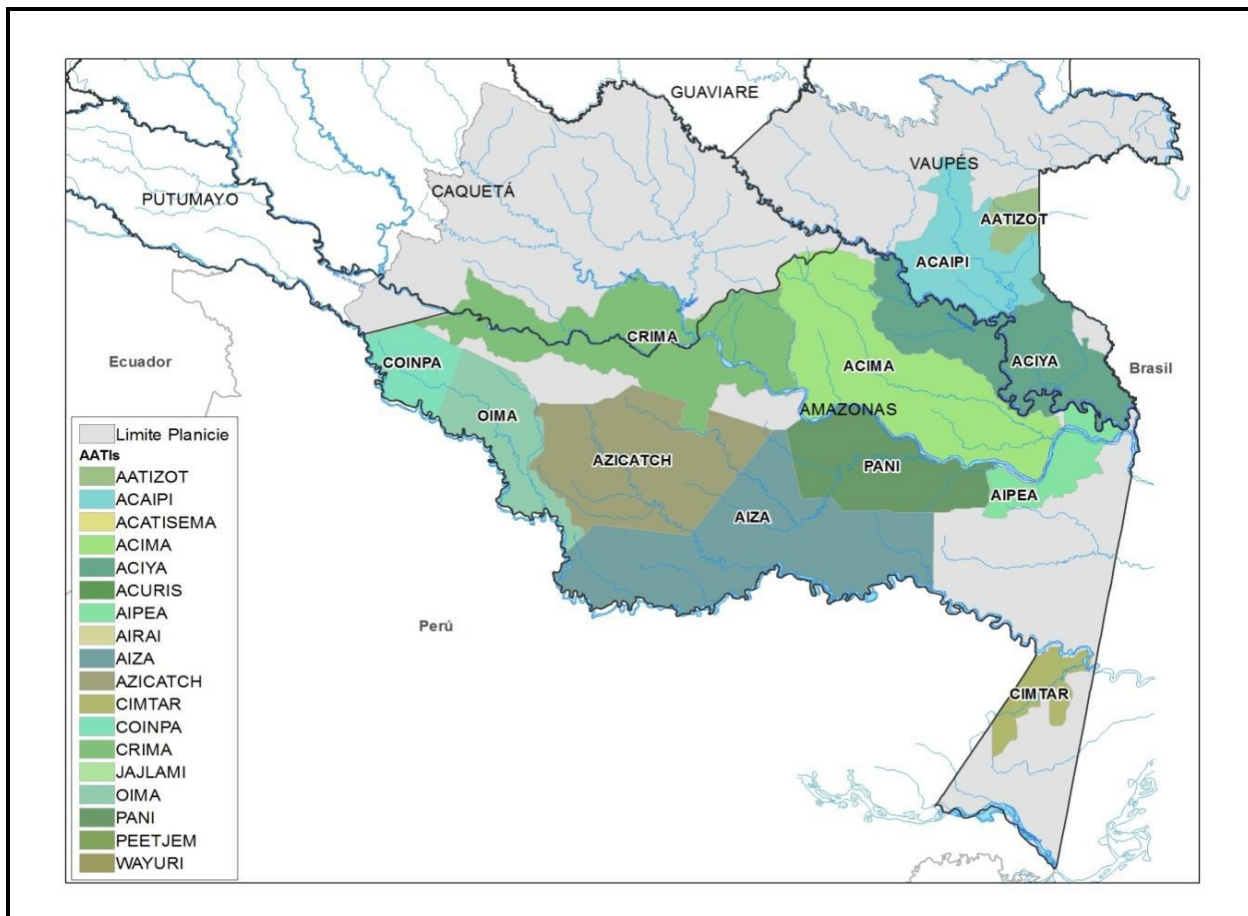 GUAVIARE
VAUPÉS
CAQUETÁ
PUTUMAYO
AATIZOT
ACAIPI
CRIMA
Ecuador
COINPA
ACIMA
ACIYA
Brasil
OIMA
AMAZONAS
AZICATCH
PANI
AIPEA
AIZA
Perú
CIMTAR
Limite Planicie
AATIs
AATIZOT
ACAIPI
ACATISEMA
ACIMA
ACIYA
ACURIS
AIPEA
AIRAI
AIZA
AZICATCH
CIMTAR
COINPA
CRIMA
JAJLAMI
OIMA
PANI
PEETJEM
WAYURI